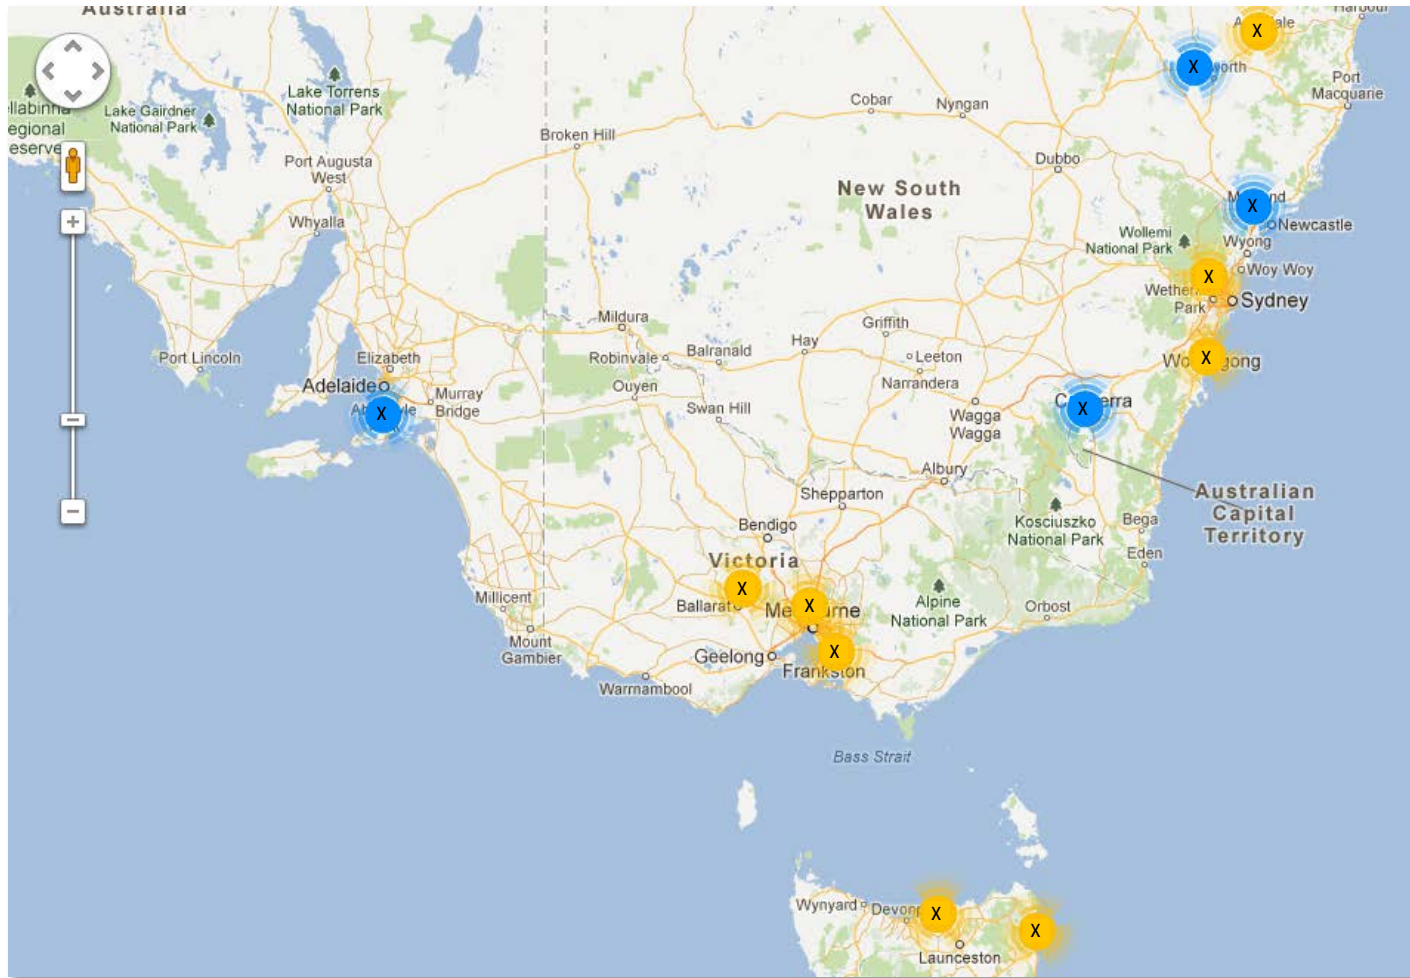 Australia
Harbour
Port
Macquarie
Lake Torrens
National Park
Lake Gairdner
National Park
Cobar
Nyngan
Broken Hill
Dubbo
Port Augusta
West
Whyalla
New South
Wales
Wollemi
National Park
Newcastle
Wyong
Woy Woy
Sydney
Park
Mildura
Griffith
Hay
Leeton
Narrandera
Balranald
Robinvale
Ouyen
Swan Hill
Port Lincoln
Elizabeth
Adelaide
Murray
Bridge
Wagga
Wagga
Albury
Shepparton
Bendigo
Victoria
Australian
Capital
Territory
Kosciuszko
National Park
Bega
Eden
Orbost
Alpine
National Park
Millicent
Mount
Gambier
Ballarat
Geelong
Frankston
Warrnambool
Bass Strait
Wynyard
Launceston
X
X
X
X
X
X
X
X
X
X
X
X